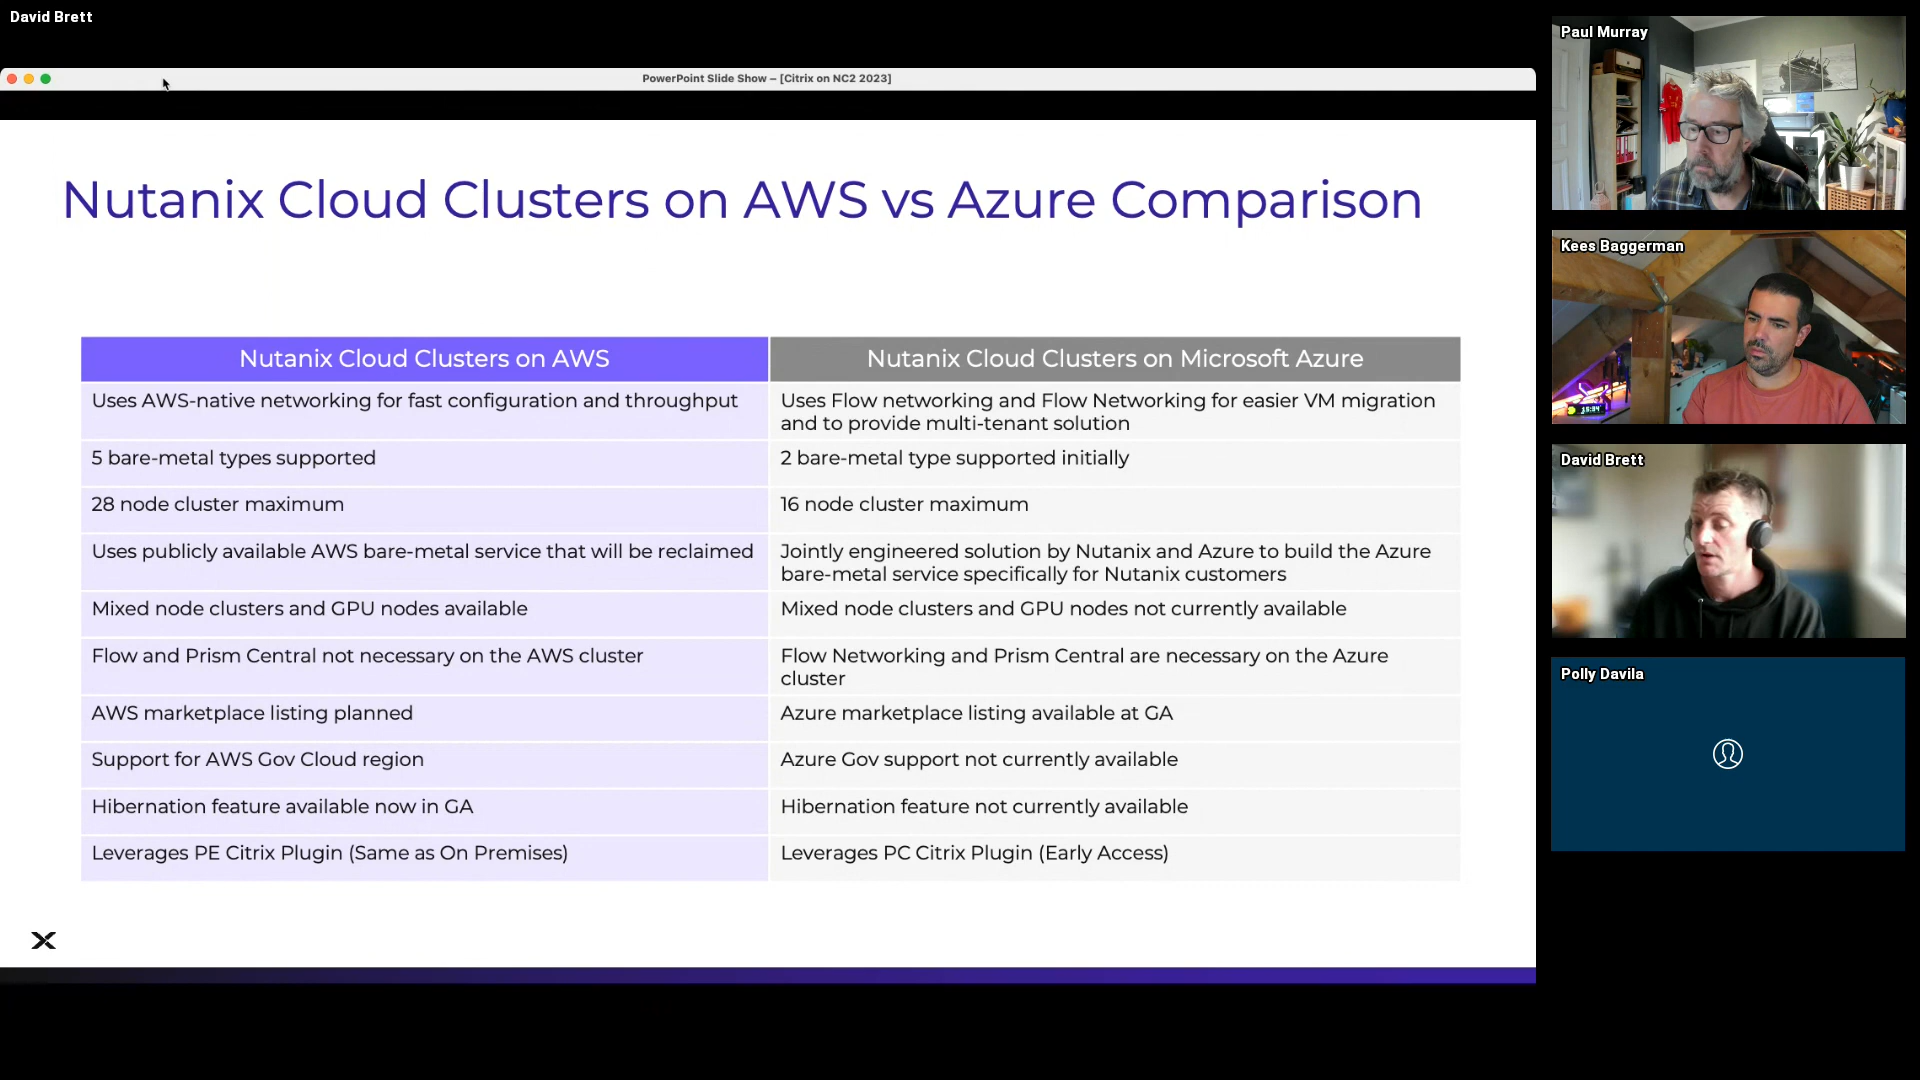 David Brett
PowerPoint Slide Show – [Citrix on NC2 2023]
Nutanix Cloud Clusters on AWS vs Azure Comparison
Nutanix Cloud Clusters on AWS
Nutanix Cloud Clusters on Microsoft Azure
Uses AWS-native networking for fast configuration and throughput
Uses Flow networking and Flow Networking for easier VM migration
and to provide multi-tenant solution
5 bare-metal types supported
2 bare-metal type supported initially
28 node cluster maximum
16 node cluster maximum
Uses publicly available AWS bare-metal service that will be reclaimed
Jointly engineered solution by Nutanix and Azure to build the Azure
bare-metal service specifically for Nutanix customers
Mixed node clusters and GPU nodes available
Mixed node clusters and GPU nodes not currently available
Flow and Prism Central not necessary on the AWS cluster
Flow Networking and Prism Central are necessary on the Azure
cluster
AWS marketplace listing planned
Azure marketplace listing available at GA
Support for AWS Gov Cloud region
Azure Gov support not currently available
Hibernation feature available now in GA
Hibernation feature not currently available
Leverages PE Citrix Plugin (Same as On Premises)
Leverages PC Citrix Plugin (Early Access)
Paul Murray
Kees Baggerman
David Brett
Polly Davila